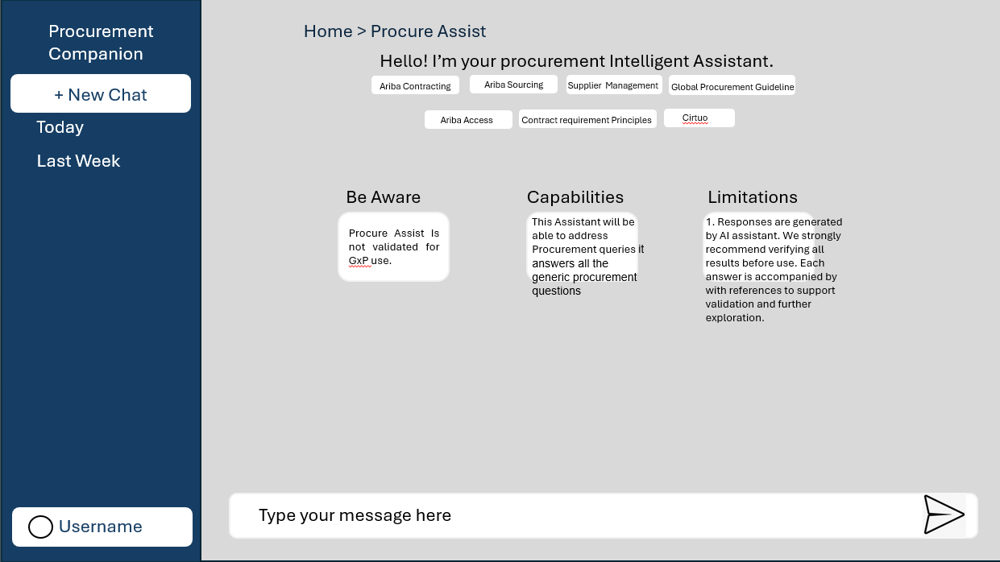 Procurement
Companion
+ New Chat
Today
Last Week
Username
Home > Procure Assist
Hello! I’m your procurement Intelligent Assistant.
Ariba Contracting
Ariba Sourcing
Supplier Management
Global Procurement Guideline
Ariba Access
Contract requirement Principles
Cirtuo
Be Aware
Procure Assist Is
not validated for
GxP use.
Capabilities
This Assistant will be
able to address
Procurement queries it
answers all the
generic procurement
questions
Limitations
1. Responses are generated
by AI assistant. We strongly
recommend verifying all
results before use. Each
answer is accompanied by
with references to support
validation and further
exploration.
Type your message here